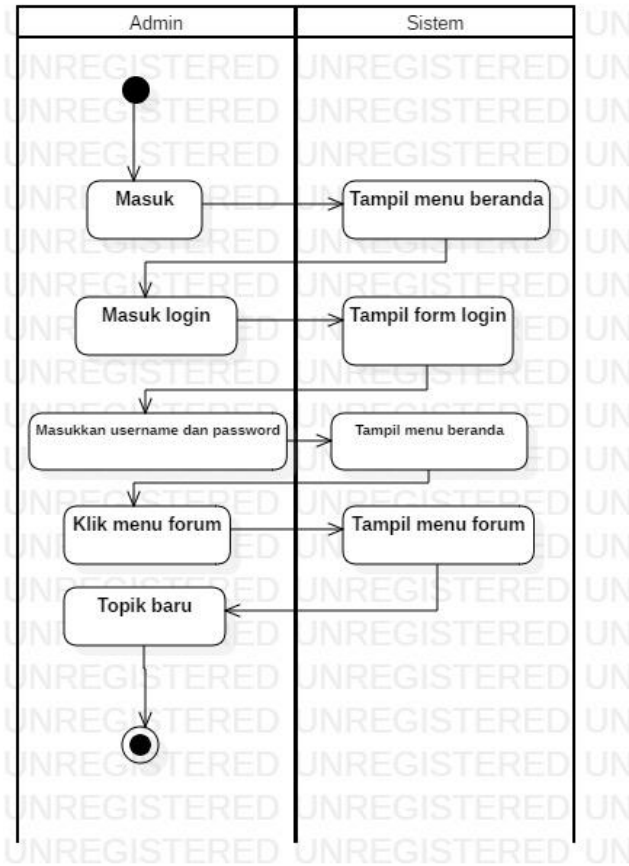 Admin
Sistem
Masuk
Tampil menu beranda
Masuk login
Tampil form login
Masukkan username dan password
Tampil menu beranda
Klik menu forum
Tampil menu forum
Topik baru
UNREGISTERED